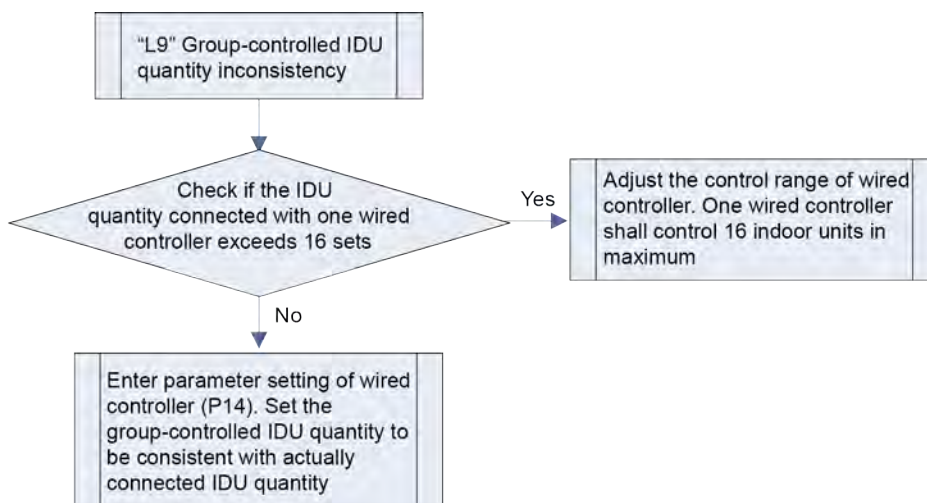 “L9” Group-controlled IDU
quantity inconsistency
Check if the IDU
quantity connected with one wired
controller exceeds 16 sets
Yes
Adjust the control range of wired
controller. One wired controller
shall control 16 indoor units in
maximum
No
Enter parameter setting of wired
controller (P14). Set the
group-controlled IDU quantity to
be consistent with actually
connected IDU quantity